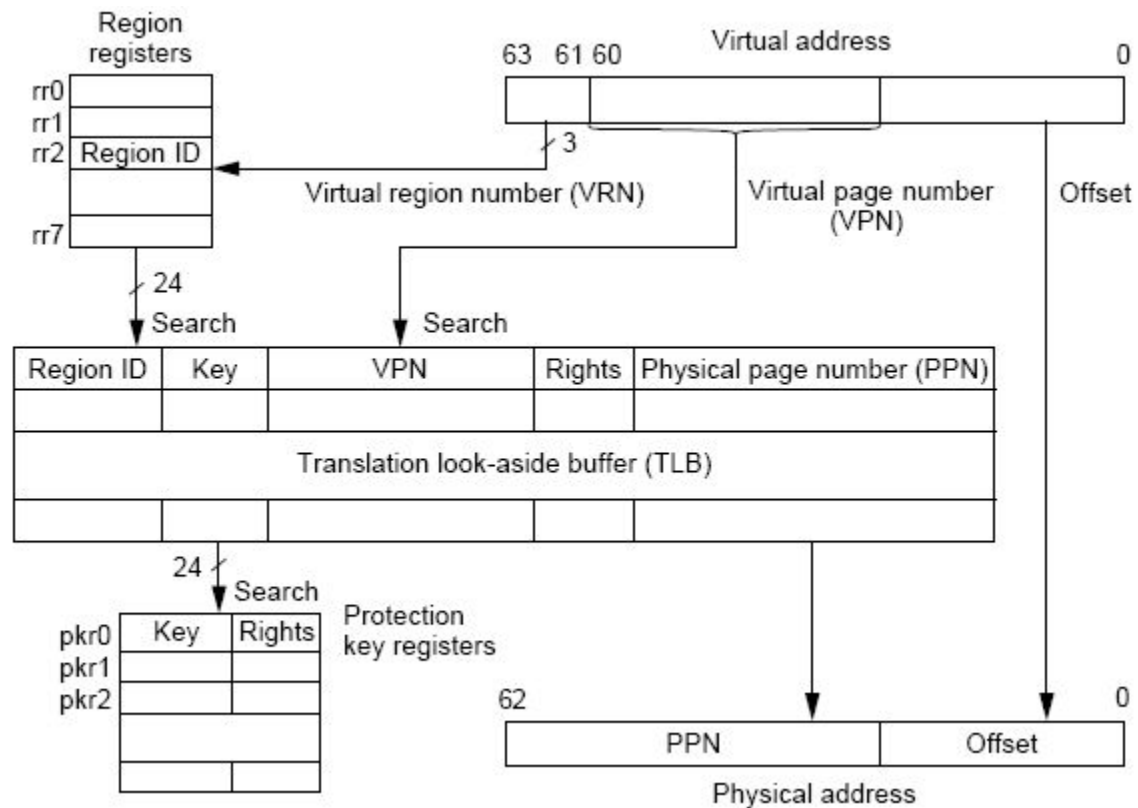 Region
registers
Virtual address
63 61 60 0
rr0
rr1
rr2 Region ID
rr7
3
Virtual region number (VRN)
Virtual page number
(VPN)
Offset
24
Search
Search
Region ID Key VPN Rights Physical page number (PPN)
Translation look-aside buffer (TLB)
24
Search
Protection
key registers
pkr0 Key Rights
pkr1
pkr2
62 0
PPN Offset
Physical address